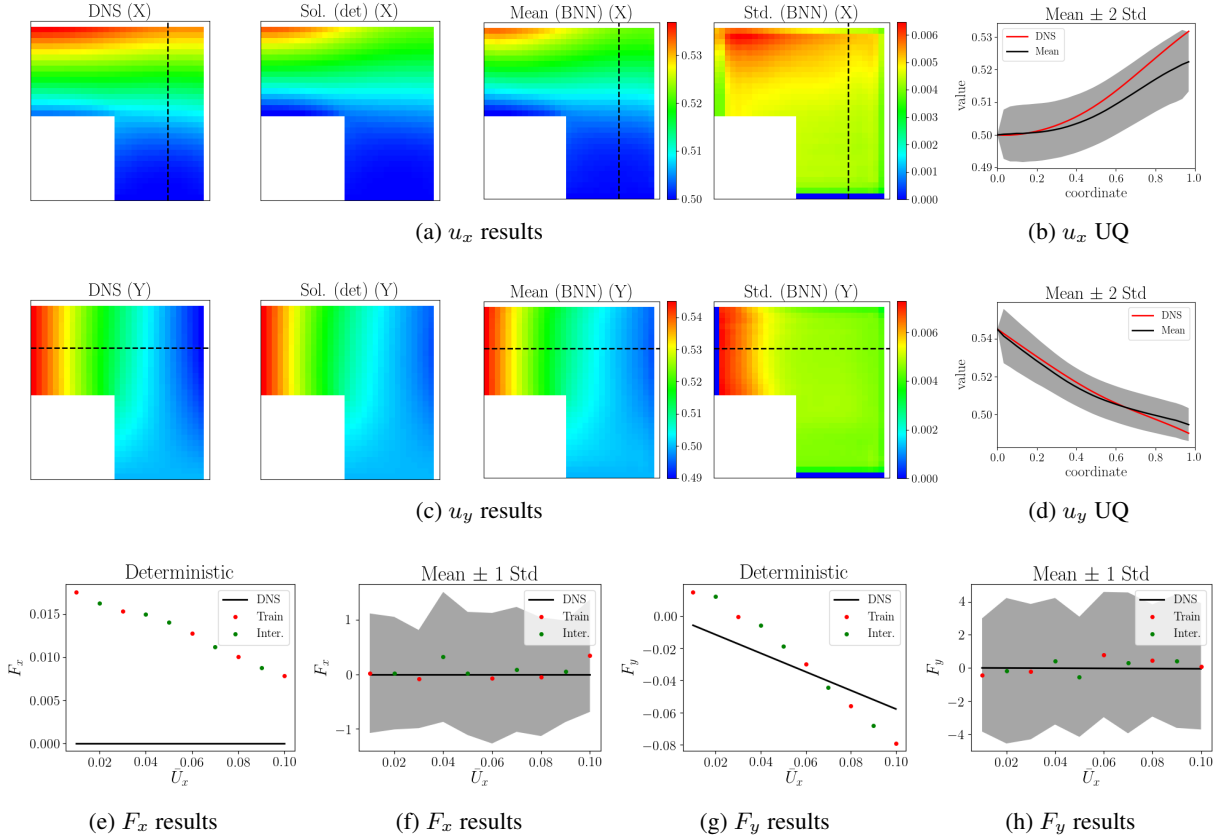 DNS (X) Sol. (det) (X) Mean (BNN) (X) Std. (BNN) (X) Mean ± 2 Std
0.53
0.52
0.51
0.50
0.006
0.005
0.004
0.003
0.002
0.001
0.000
value
0.53
0.51
0.50
0.49
DNS
Mean
0.0 0.2 0.4 0.6 0.8 1.0
coordinate
(a) u_x results (b) u_x UQ
DNS (Y) Sol. (det) (Y) Mean (BNN) (Y) Std. (BNN) (Y) Mean ± 2 Std
0.54
0.53
0.52
0.51
0.50
0.49
0.006
0.004
0.002
0.000
value
0.54
0.52
0.50
DNS
Mean
0.0 0.2 0.4 0.6 0.8 1.0
coordinate
(c) u_y results (d) u_y UQ
Deterministic Mean ± 1 Std Deterministic Mean ± 1 Std
F_x
0.015
0.010
0.005
0.000
DNS
Train
Inter.
0.02 0.04 0.06 0.08 0.10
Ū_x
F_x
1
0
−1
DNS
Train
Inter.
0.02 0.04 0.06 0.08 0.10
Ū_x
F_y
0.00
−0.02
−0.04
−0.06
−0.08
DNS
Train
Inter.
0.02 0.04 0.06 0.08 0.10
Ū_x
F_y
4
2
0
−2
−4
DNS
Train
Inter.
0.02 0.04 0.06 0.08 0.10
Ū_x
(e) F_x results (f) F_x results (g) F_y results (h) F_y results